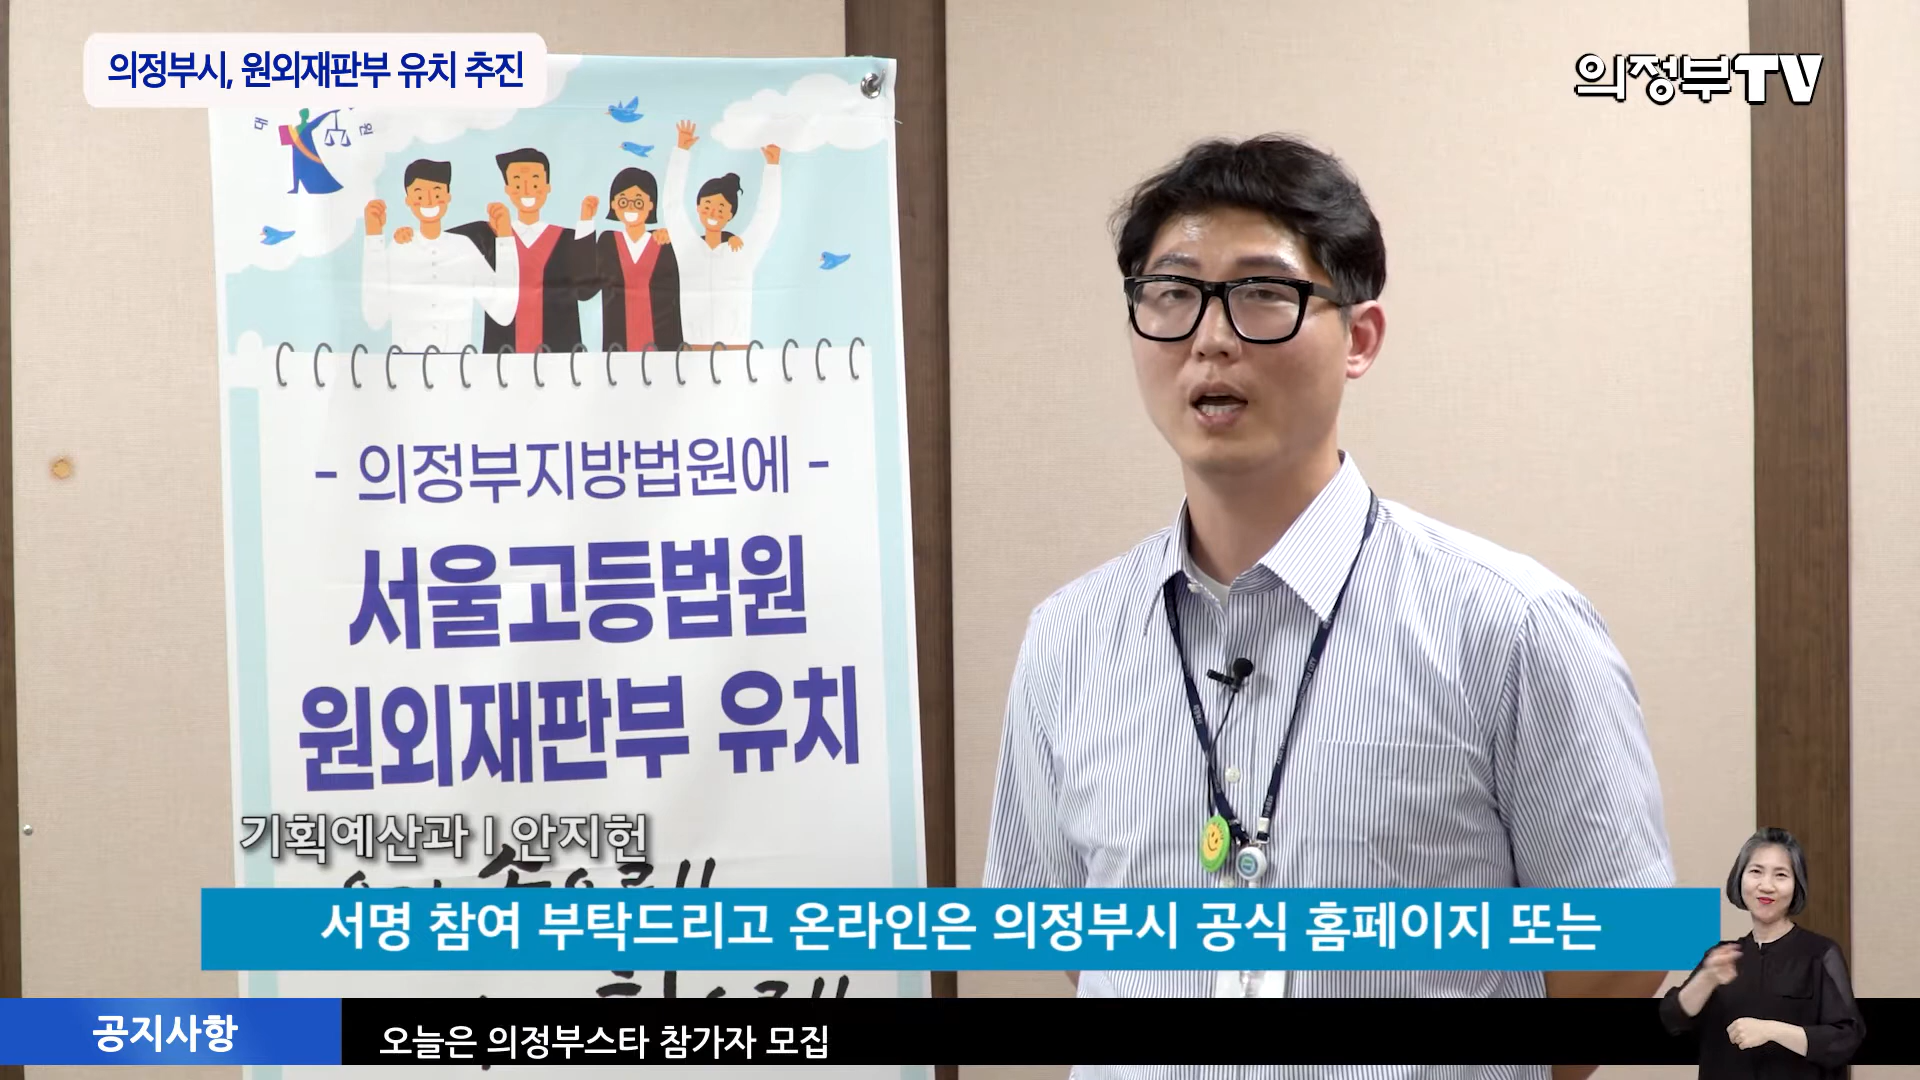 의정부시, 원외재판부 유치 추진
의정부TV
법
원
- 의정부지방법원에 -
서울고등법원
원외재판부 유치
기획예산과 | 안지헌
서명 참여 부탁드리고 온라인은 의정부시 공식 홈페이지 또는
공지사항
오늘은 의정부스타 참가자 모집